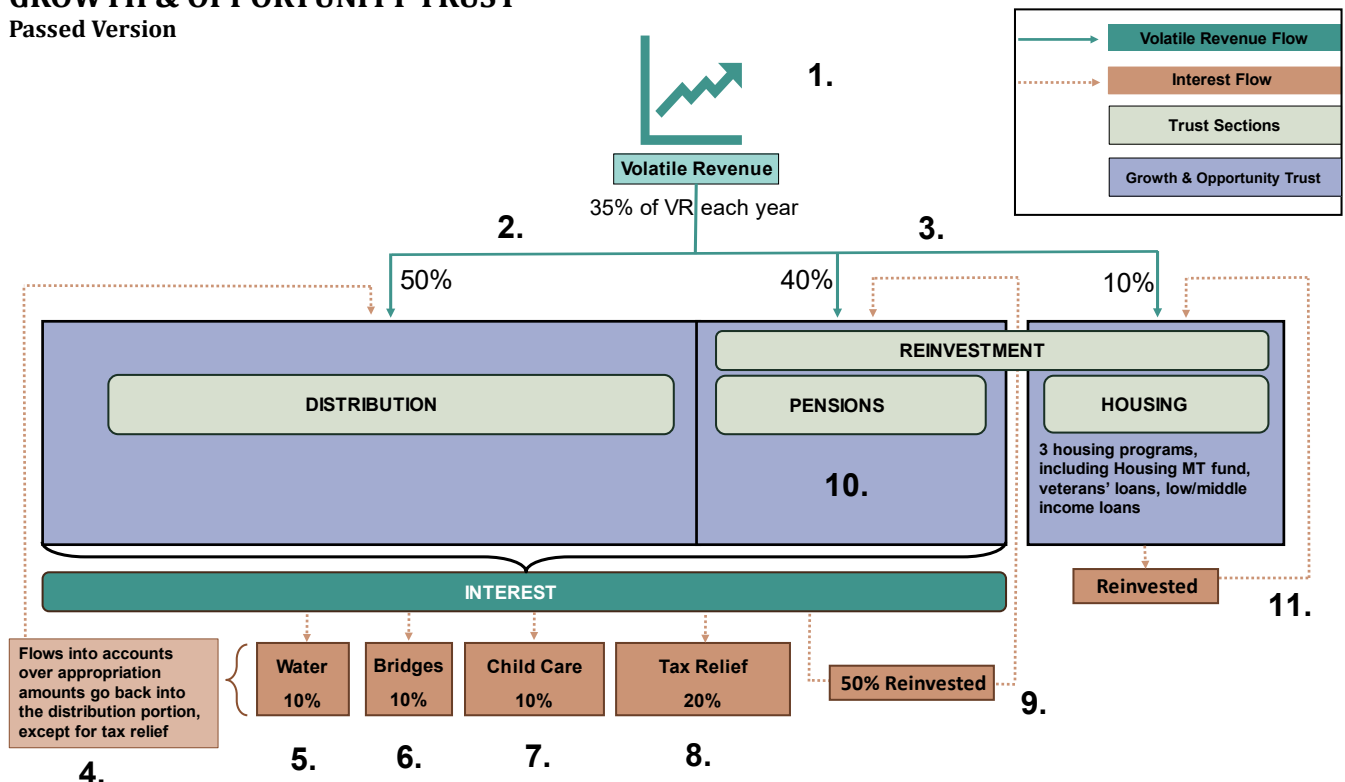 GROWTH & OPPORTUNITY TRUST
Passed Version
Volatile Revenue Flow
Interest Flow
Trust Sections
Growth & Opportunity Trust
1.
Volatile Revenue
35% of VR each year
2.
3.
50%
40%
10%
REINVESTMENT
DISTRIBUTION
PENSIONS
HOUSING
10.
3 housing programs,
including Housing MT fund,
veterans’ loans, low/middle
income loans
INTEREST
Reinvested
11.
Flows into accounts
over appropriation
amounts go back into
the distribution portion,
except for tax relief
4.
Water
10%
5.
Bridges
10%
6.
Child Care
10%
7.
Tax Relief
20%
8.
50% Reinvested
9.